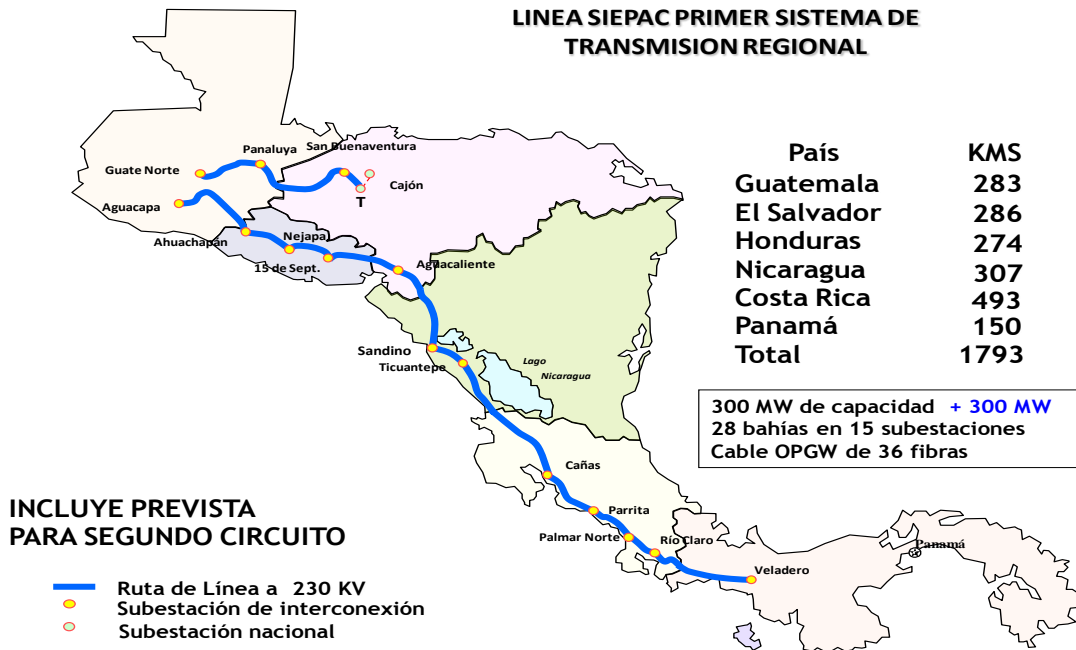 LINEA SIEPAC PRIMER SISTEMA DE
TRANSMISION REGIONAL
San Buenaventura
Panaluya
Guate Norte
Cajón
Aguacapa
T
Ahuachapán
Nejapa
15 de Sept.
Aguacaliente
Sandino
Ticuantepe
Lago
Nicaragua
Cañas
Parrita
Palmar Norte
Río Claro
Veladero
Panamá
País KMS
Guatemala 283
El Salvador 286
Honduras 274
Nicaragua 307
Costa Rica 493
Panamá 150
Total 1793
300 MW de capacidad + 300 MW
28 bahías en 15 subestaciones
Cable OPGW de 36 fibras
INCLUYE PREVISTA
PARA SEGUNDO CIRCUITO
Ruta de Línea a 230 KV
Subestación de interconexión
Subestación nacional